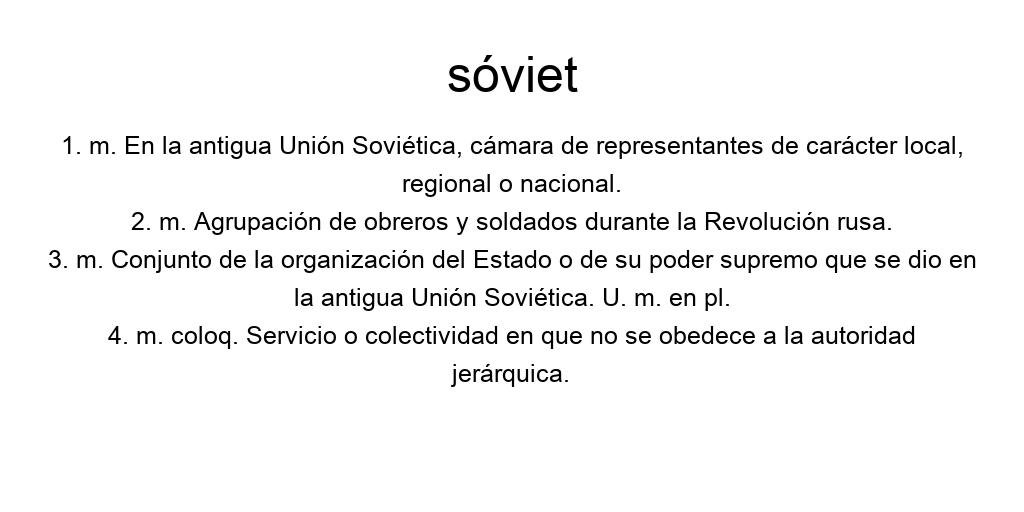 sóviet
1. m. En la antigua Unión Soviética, cámara de representantes de carácter local,
regional o nacional.
2. m. Agrupación de obreros y soldados durante la Revolución rusa.
3. m. Conjunto de la organización del Estado o de su poder supremo que se dio en
la antigua Unión Soviética. U. m. en pl.
4. m. coloq. Servicio o colectividad en que no se obedece a la autoridad
jerárquica.